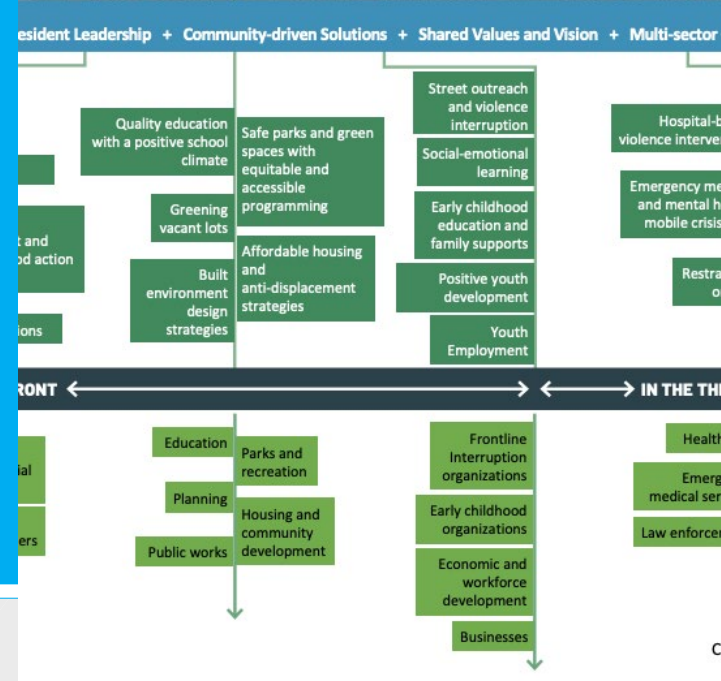 esident Leadership + Community-driven Solutions + Shared Values and Vision + Multi-sector
t and
od action
ions
Quality education
with a positive school
climate
Greening
vacant lots
Built
environment
design
strategies
Safe parks and green
spaces with
equitable and
accessible
programming
Affordable housing
and
anti-displacement
strategies
Street outreach
and violence
interruption
Social-emotional
learning
Early childhood
education and
family supports
Positive youth
development
Youth
Employment
Hospital-b
violence interve
Emergency me
and mental h
mobile crisis
Restra
o
RONT
IN THE TH
ial
ers
Education
Planning
Public works
Parks and
recreation
Housing and
community
development
Frontline
Interruption
organizations
Early childhood
organizations
Economic and
workforce
development
Businesses
Health
Emerg
medical ser
Law enforce
C